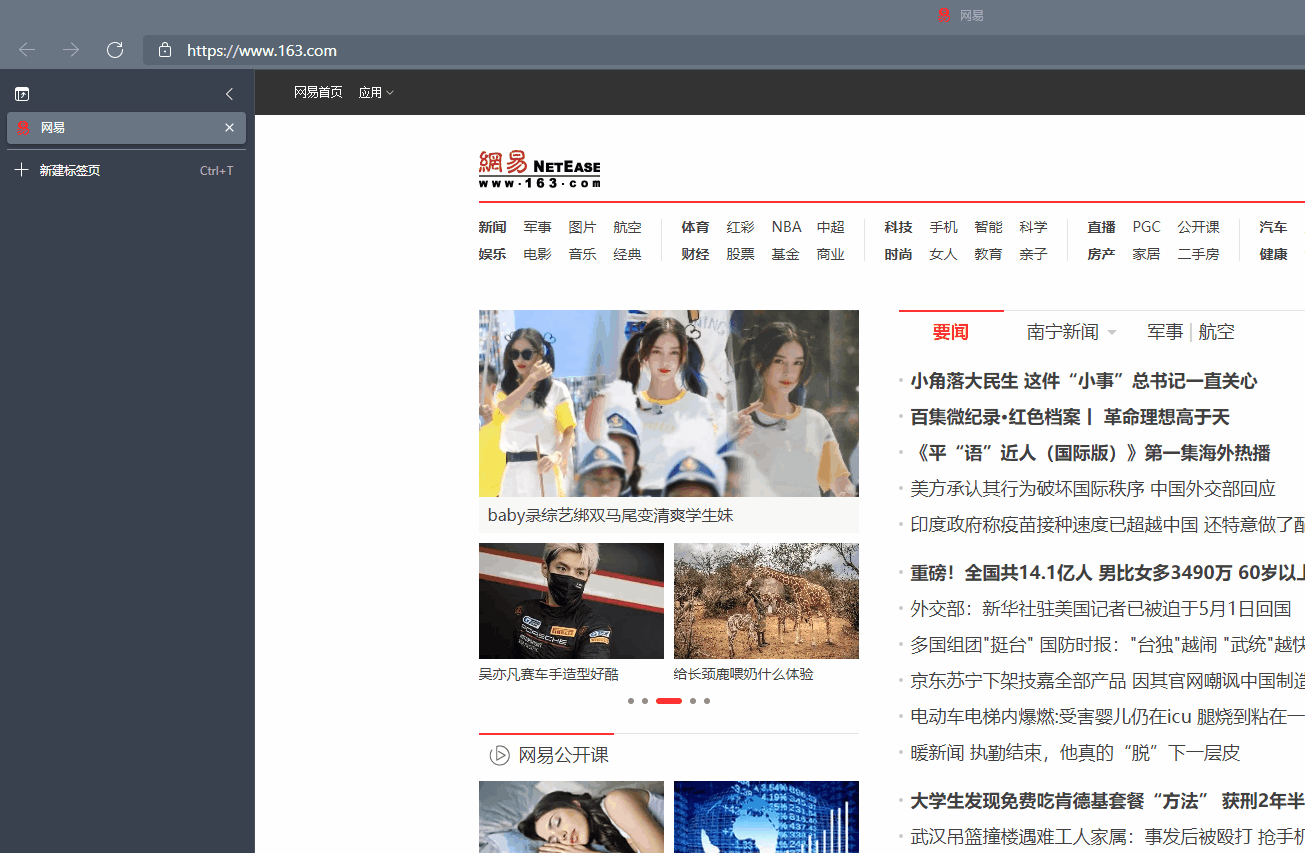 网易
https://www.163.com
网易首页 应用
网易
新建标签页 Ctrl+T
網易 NETEASE
www.163.com
新闻 军事 图片 航空 体育 红彩 NBA 中超 科技 手机 智能 科学 直播 PGC 公开课 汽车
娱乐 电影 音乐 经典 财经 股票 基金 商业 时尚 女人 教育 亲子 房产 家居 二手房 健康
要闻 南宁新闻 军事 | 航空
baby录综艺绑双马尾变清爽学生妹
吴亦凡赛车手造型好酷
给长颈鹿喂奶什么体验
网易公开课
小角落大民生 这件“小事”总书记一直关心
百集微纪录·红色档案丨 革命理想高于天
《平“语”近人（国际版）》第一集海外热播
美方承认其行为破坏国际秩序 中国外交部回应
印度政府称疫苗接种速度已超越中国 还特意做了配
重磅！全国共14.1亿人 男比女多3490万 60岁以上
外交部：新华社驻美国记者已被迫于5月1日回国
多国组团"挺台" 国防时报："台独"越闹 "武统"越快
京东苏宁下架技嘉全部产品 因其官网嘲讽中国制造
电动车电梯内爆燃:受害婴儿仍在icu 腿烧到粘在一
暖新闻 执勤结束，他真的“脱”下一层皮
大学生发现免费吃肯德基套餐“方法” 获刑2年半
武汉吊篮撞楼遇难工人家属：事发后被殴打 抢手机